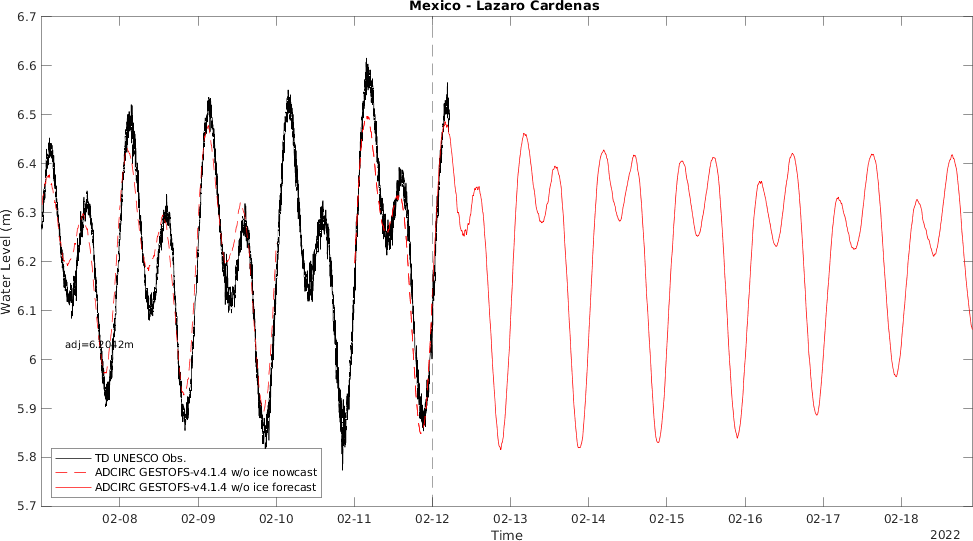 Mexico - Lazaro Cardenas
6.7
6.6
6.5
6.4
6.3
6.2
6.1
6
5.9
5.8
5.7
Water Level (m)
adj=6.2042m
TD UNESCO Obs.
ADCIRC GESTOFS-v4.1.4 w/o ice nowcast
ADCIRC GESTOFS-v4.1.4 w/o ice forecast
02-08 02-09 02-10 02-11 02-12 02-13 02-14 02-15 02-16 02-17 02-18
Time
2022